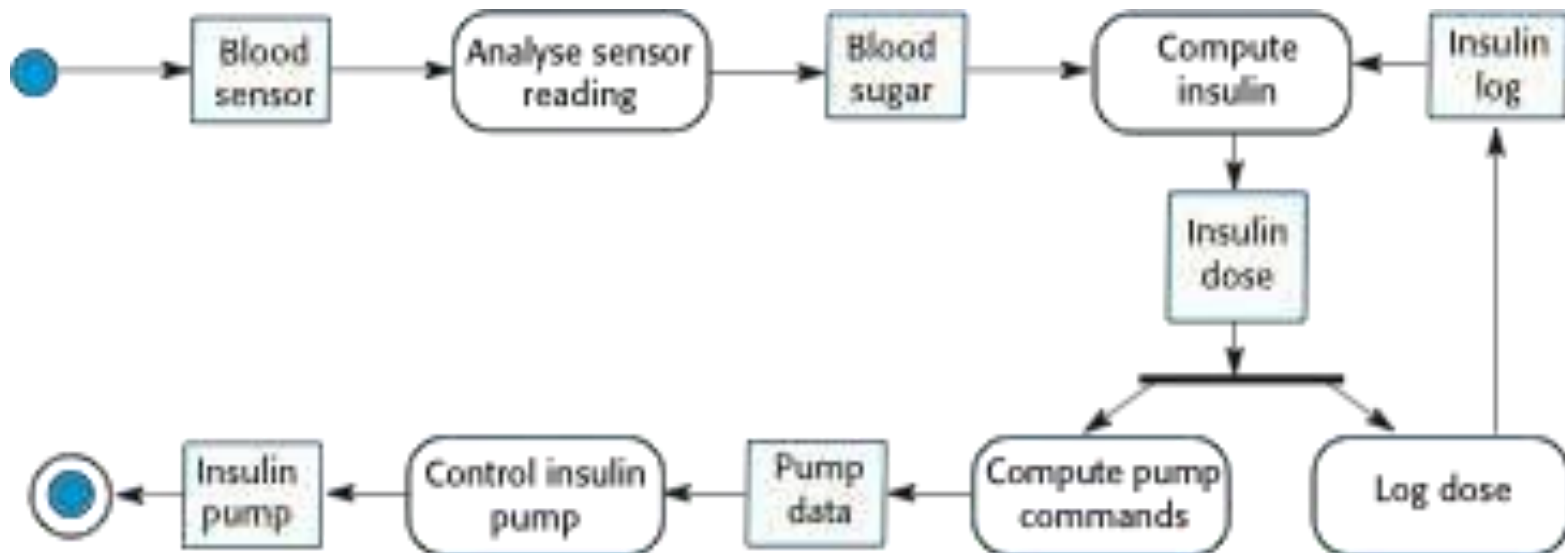 Blood
sensor
Analyse sensor
reading
Blood
sugar
Compute
insulin
Insulin
log
Insulin
dose
Insulin
pump
Control insulin
pump
Pump
data
Compute pump
commands
Log dose